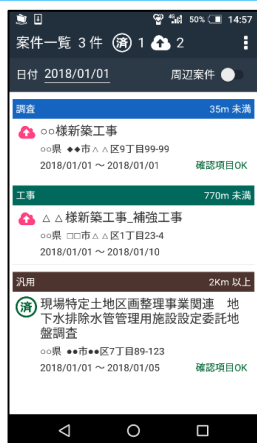 50% 14:57
案件一覧 3 件 済 1 2
日付 2018/01/01 周辺案件
調査 35m 未満
○○様新築工事
○○県 ◆◆市△△区9丁目99-99
2018/01/01 ～ 2018/01/01 確認項目OK
工事 770m 未満
△△様新築工事_補強工事
○○県 □□市△△区1丁目23-4
2018/01/01 ～ 2018/01/10
汎用 2Km 以上
済 現場特定土地区画整理事業関連 地
下水排除水管管理用施設設定委託地
盤調査
○○県 ●●市●●区7丁目89-123
2018/01/01 ～ 2018/01/05 確認項目OK